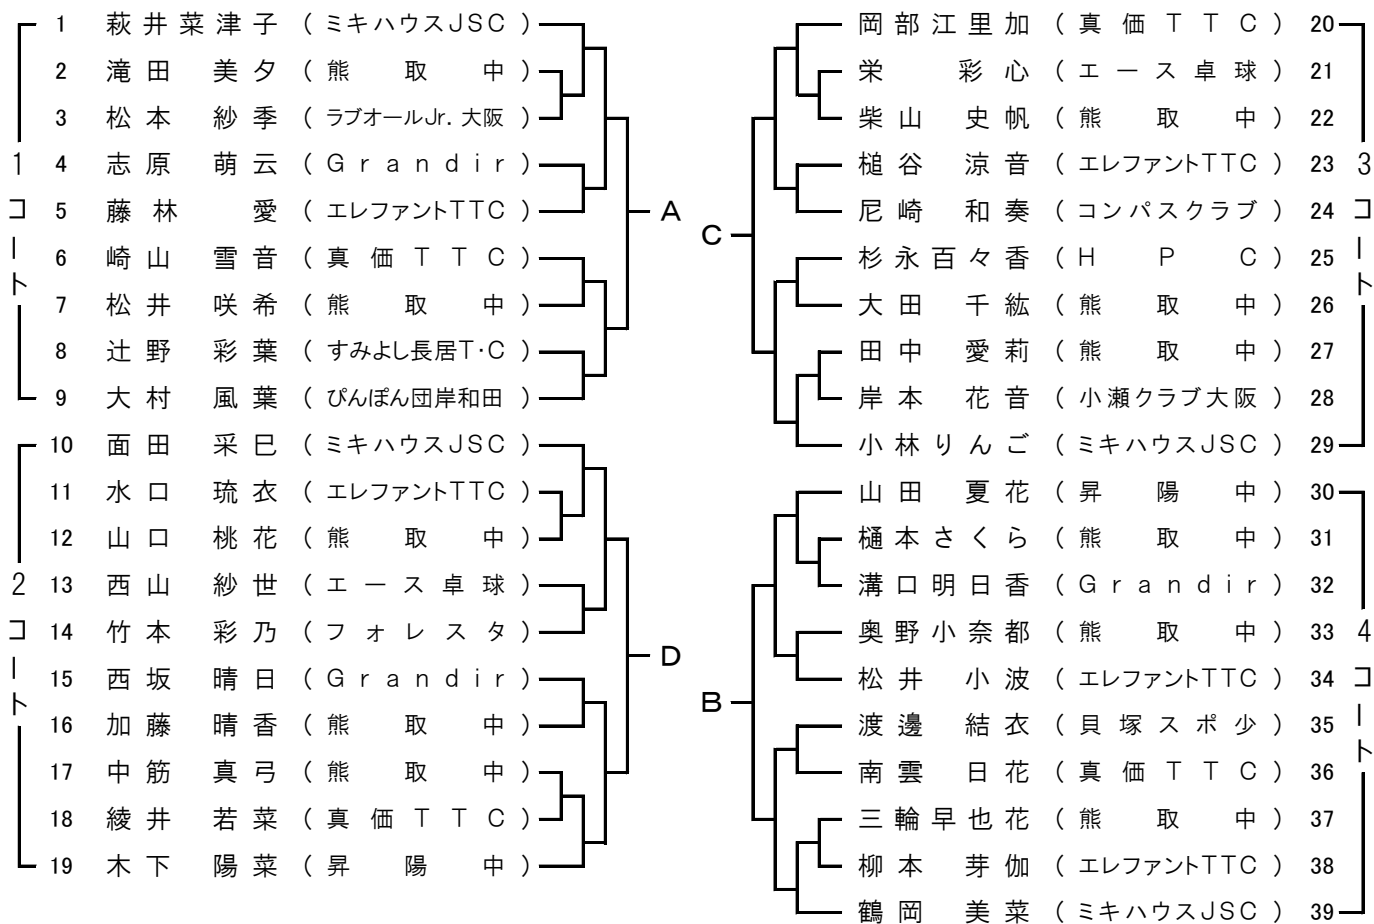 1 萩井菜津子 (ミキハウスJSC)
2 滝田 美夕 (熊取中)
3 松本 紗季 (ラブオールJr.大阪)
4 志原 萌云 (Grandir)
5 藤林 愛 (エレファントTTC)
6 崎山 雪音 (真価TTC)
7 松井 咲希 (熊取中)
8 辻野 彩葉 (すみよし長居T・C)
9 大村 風葉 (ぴんぽん団岸和田)
1コート
A
10 面田 采巳 (ミキハウスJSC)
11 水口 琉衣 (エレファントTTC)
12 山口 桃花 (熊取中)
13 西山 紗世 (エース卓球)
14 竹本 彩乃 (フォレスタ)
15 西坂 晴日 (Grandir)
16 加藤 晴香 (熊取中)
17 中筋 真弓 (熊取中)
18 綾井 若菜 (真価TTC)
19 木下 陽菜 (昇陽中)
2コート
D
岡部江里加 (真価TTC) 20
栄 彩心 (エース卓球) 21
柴山 史帆 (熊取中) 22
槌谷 涼音 (エレファントTTC) 23
尼崎 和奏 (コンパスクラブ) 24
杉永百々香 (HPC) 25
大田 千紘 (熊取中) 26
田中 愛莉 (熊取中) 27
岸本 花音 (小瀬クラブ大阪) 28
小林りんご (ミキハウスJSC) 29
3コート
C
山田 夏花 (昇陽中) 30
樋本さくら (熊取中) 31
溝口明日香 (Grandir) 32
奥野小奈都 (熊取中) 33
松井 小波 (エレファントTTC) 34
渡邊 結衣 (貝塚スポ少) 35
南雲 日花 (真価TTC) 36
三輪早也花 (熊取中) 37
柳本 芽伽 (エレファントTTC) 38
鶴岡 美菜 (ミキハウスJSC) 39
4コート
B